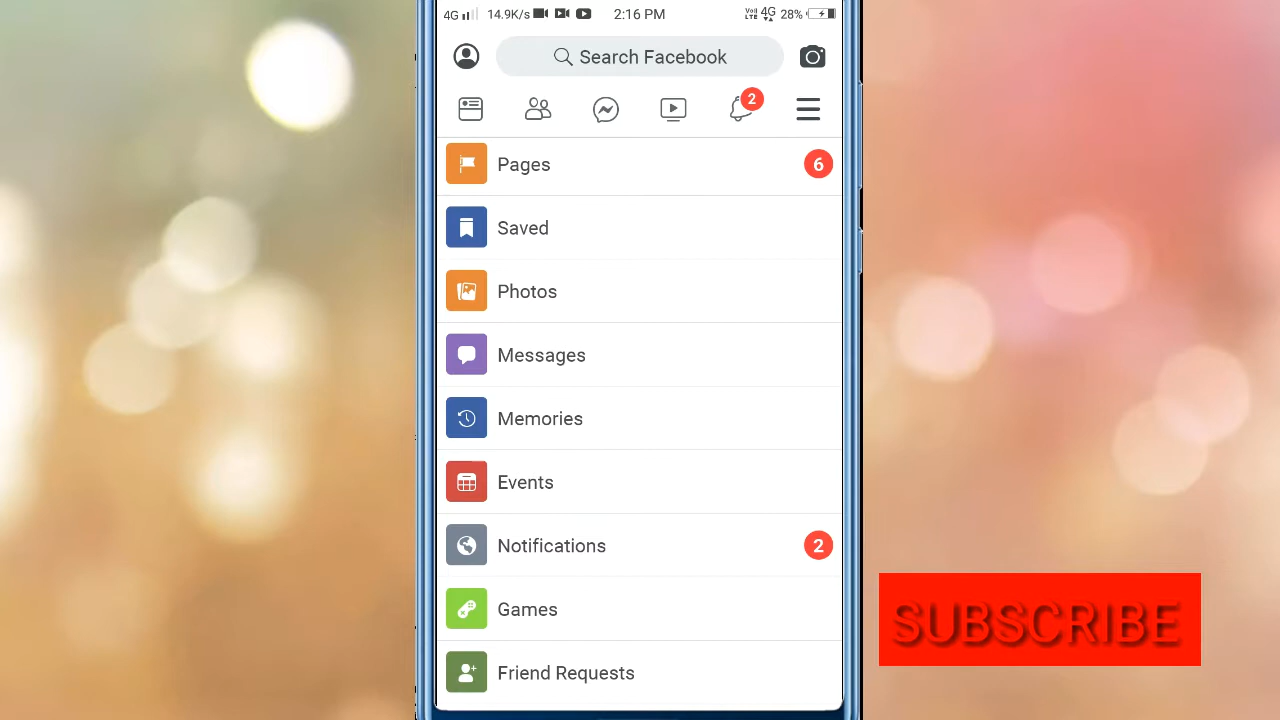 4G 14.9K/s 2:16 PM VoLTE 4G 28%
Search Facebook
2
Pages 6
Saved
Photos
Messages
Memories
Events
Notifications 2
Games
Friend Requests
SUBSCRIBE